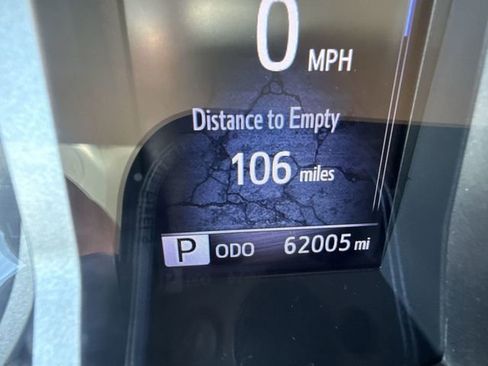 0 MPH
Distance to Empty
106 miles
P ODO 62005 mi